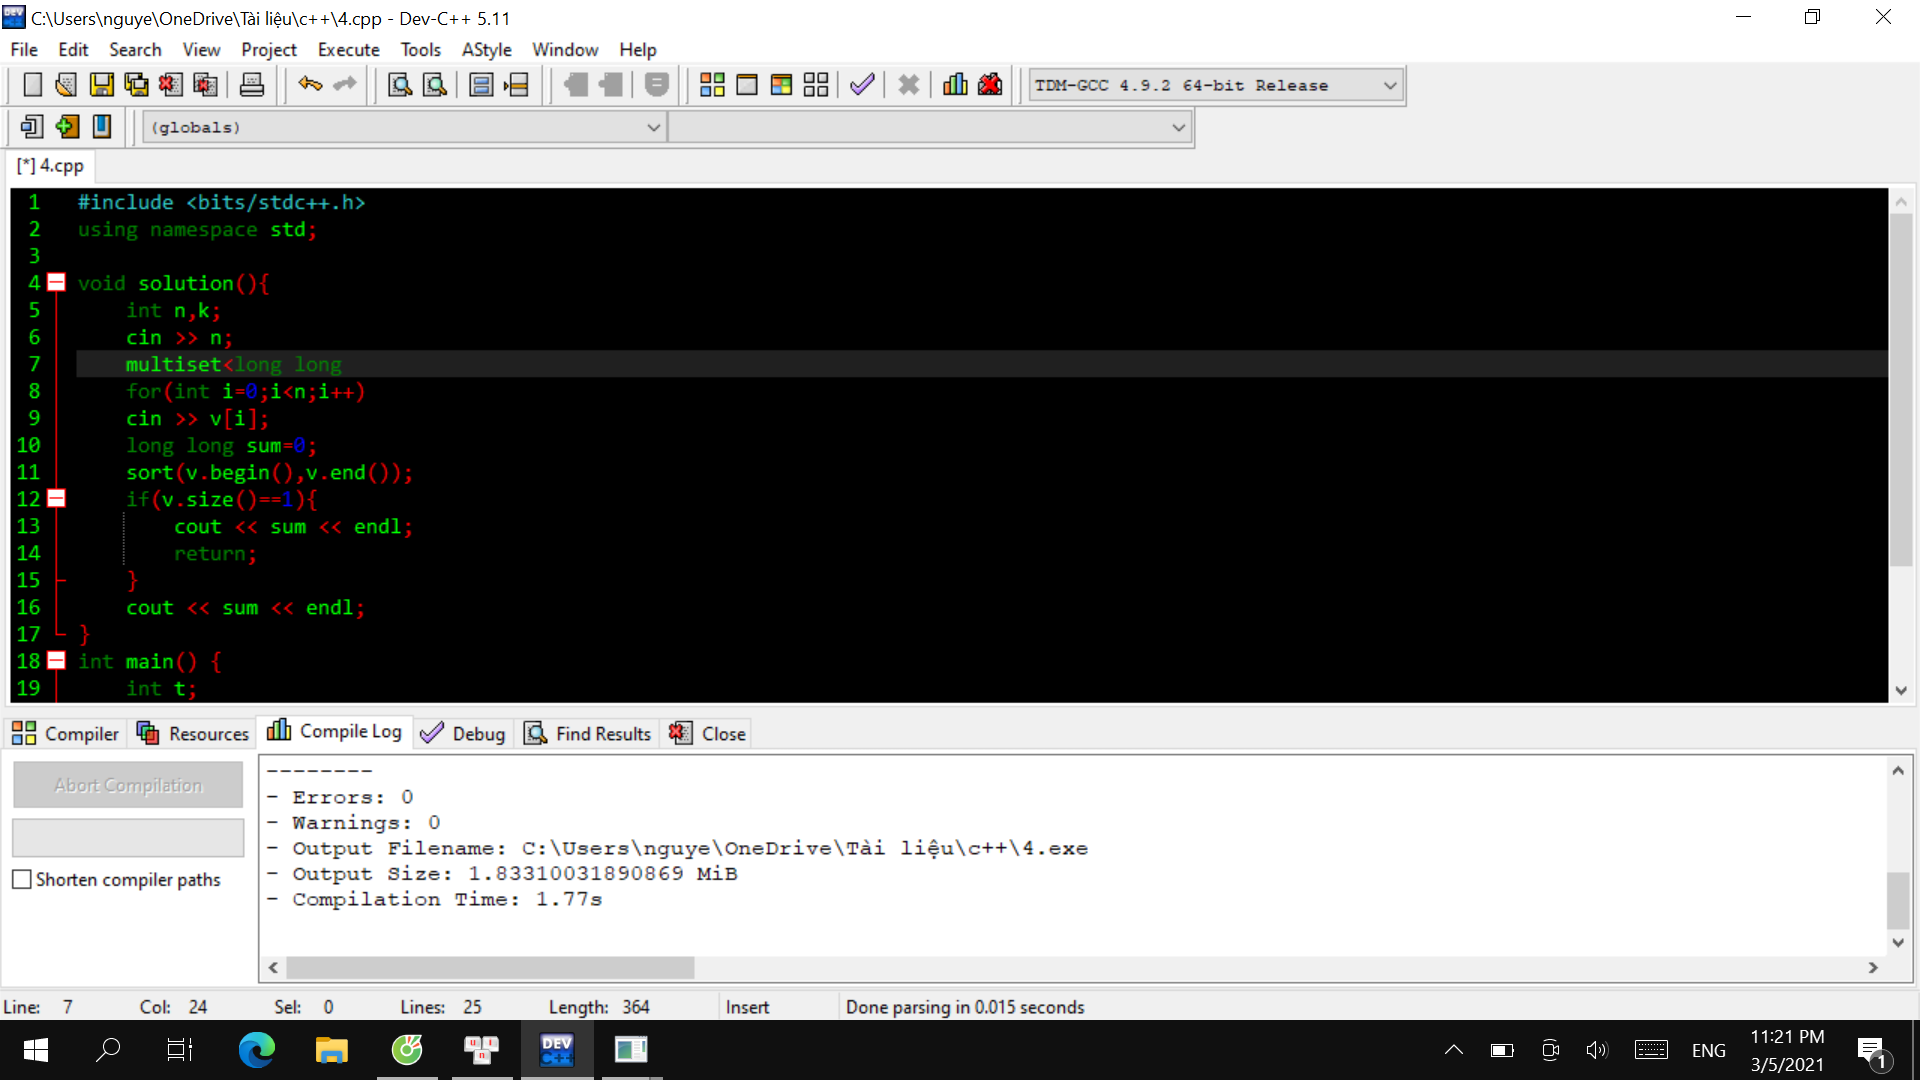 C:\Users\nguye\OneDrive\Tài liệu\c++\4.cpp - Dev-C++ 5.11
File Edit Search View Project Execute Tools AStyle Window Help
TDM-GCC 4.9.2 64-bit Release
(globals)
[*] 4.cpp
1 #include <bits/stdc++.h>
2 using namespace std;
3
4 void solution(){
5 int n,k;
6 cin >> n;
7 multiset<long long
8 for(int i=0;i<n;i++)
9 cin >> v[i];
10 long long sum=0;
11 sort(v.begin(),v.end());
12 if(v.size()==1){
13 cout << sum << endl;
14 return;
15 }
16 cout << sum << endl;
17 }
18 int main() {
19 int t;
Compiler Resources Compile Log Debug Find Results Close
Abort Compilation
Shorten compiler paths
--------
- Errors: 0
- Warnings: 0
- Output Filename: C:\Users\nguye\OneDrive\Tài liệu\c++\4.exe
- Output Size: 1.83310031890869 MiB
- Compilation Time: 1.77s
Line: 7 Col: 24 Sel: 0 Lines: 25 Length: 364 Insert Done parsing in 0.015 seconds
DEV C++
ENG
11:21 PM
3/5/2021
1